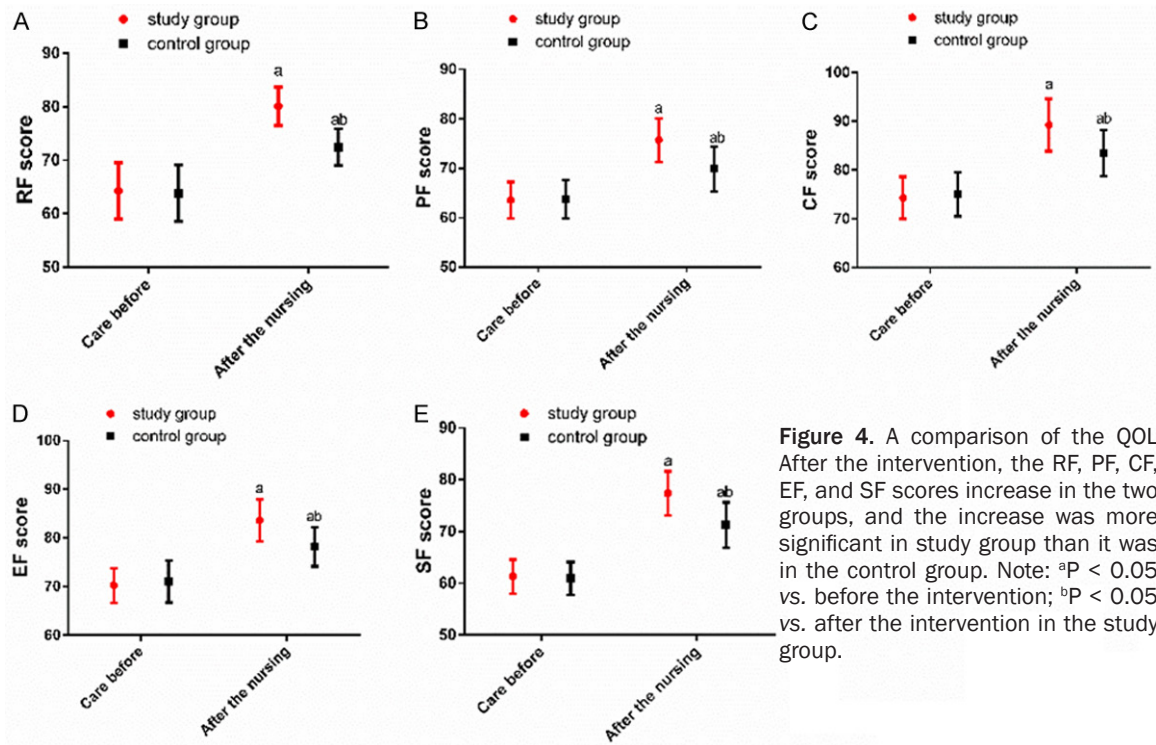 A
study group
control group
90
80
70
60
50
RF score
Care before
After the nursing
a
ab
B
study group
control group
90
80
70
60
50
PF score
Care before
After the nursing
a
ab
C
study group
control group
100
90
80
70
60
CF score
Care before
After the nursing
a
ab
D
study group
control group
100
90
80
70
60
EF score
Care before
After the nursing
a
ab
E
study group
control group
90
80
70
60
50
SF score
Care before
After the nursing
a
ab
Figure 4. A comparison of the QOL
After the intervention, the RF, PF, CF,
EF, and SF scores increase in the two
groups, and the increase was more
significant in study group than it was
in the control group. Note: ᵃP < 0.05
vs. before the intervention; ᵇP < 0.05
vs. after the intervention in the study
group.